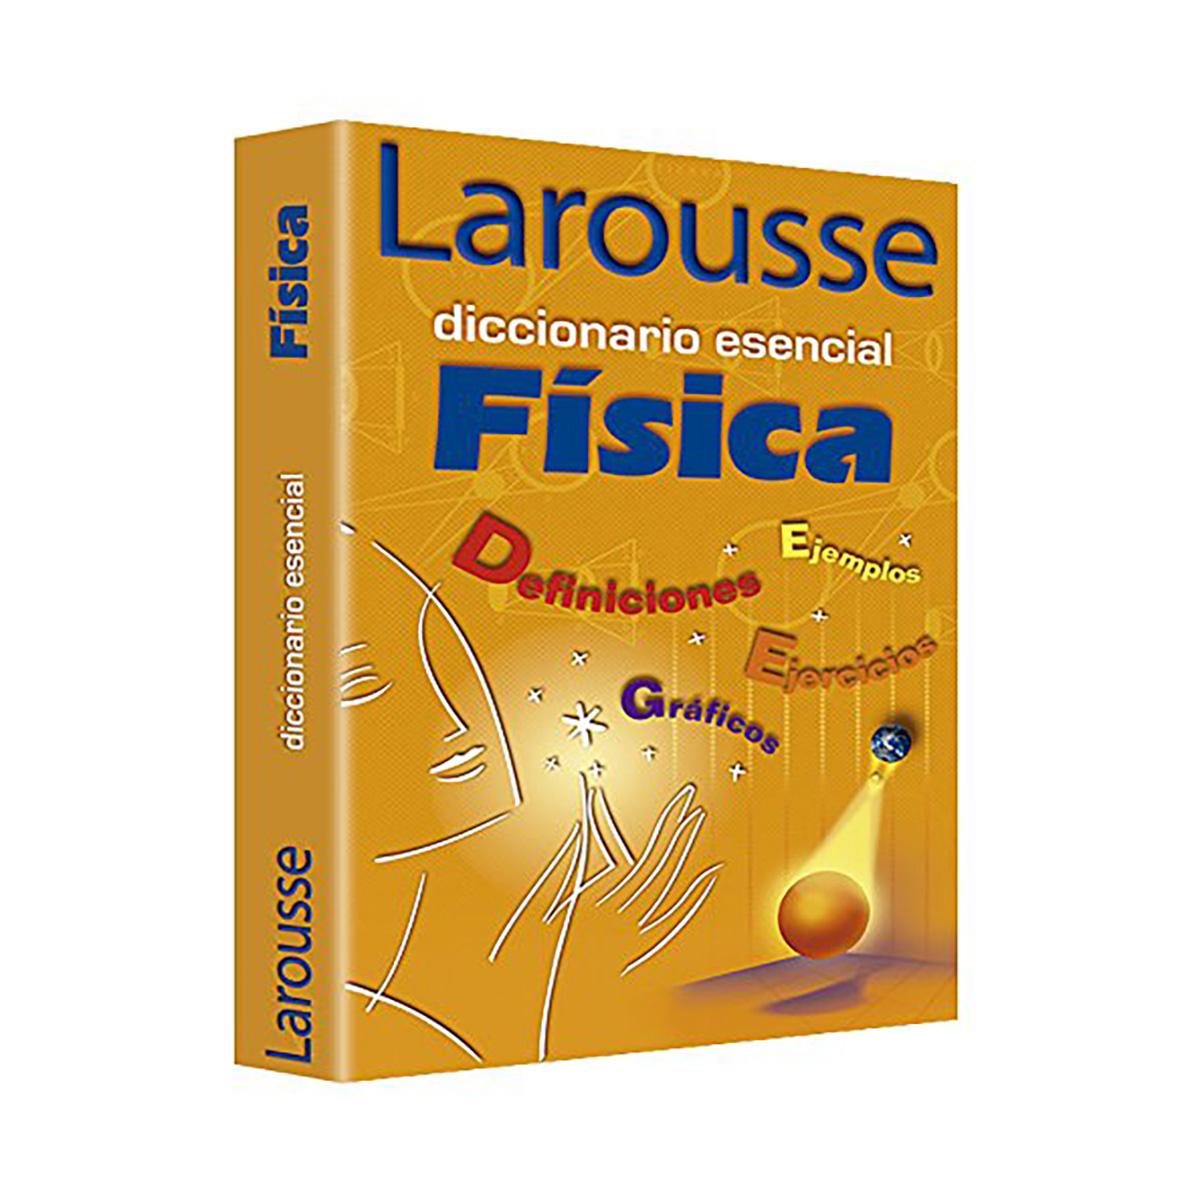 Larousse
diccionario esencial
Física
Definiciones
Ejemplos
Ejercicios
Gráficos
Física
diccionario esencial
Larousse